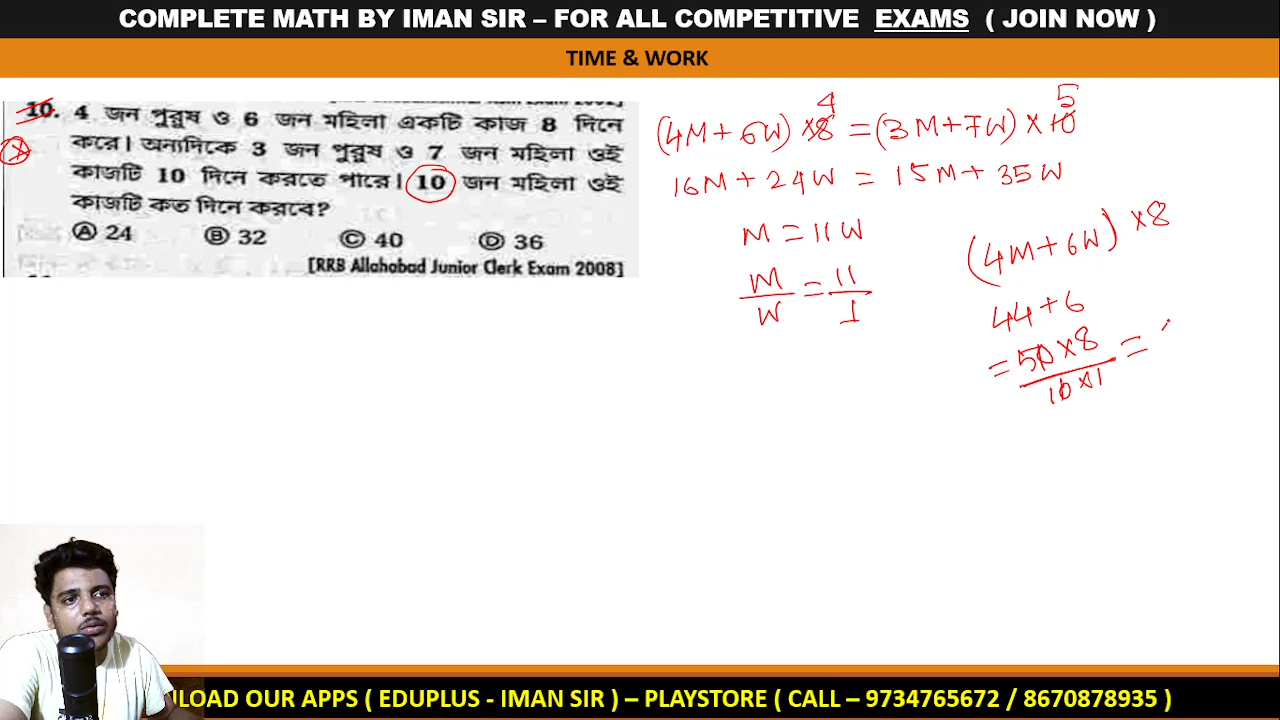 COMPLETE MATH BY IMAN SIR – FOR ALL COMPETITIVE EXAMS ( JOIN NOW )
TIME & WORK
10. 4 জন পুরুষ ও 6 জন মহিলা একটি কাজ 8 দিনে
করে। অন্যদিকে 3 জন পুরুষ ও 7 জন মহিলা ওই
কাজটি 10 দিনে করতে পারে। 10 জন মহিলা ওই
কাজটি কত দিনে করবে?
Ⓐ 24 Ⓑ 32 Ⓒ 40 Ⓓ 36
[RRB Allahabad Junior Clerk Exam 2008]
4 5
(4M+6W) ×8 = (3M+7W) ×10
16M + 24W = 15M + 35W
M = 11W
M/W = 11/1
(4M+6W) ×8
44+6
= 50×8/10×1 =
NLOAD OUR APPS ( EDUPLUS - IMAN SIR ) – PLAYSTORE ( CALL – 9734765672 / 8670878935 )